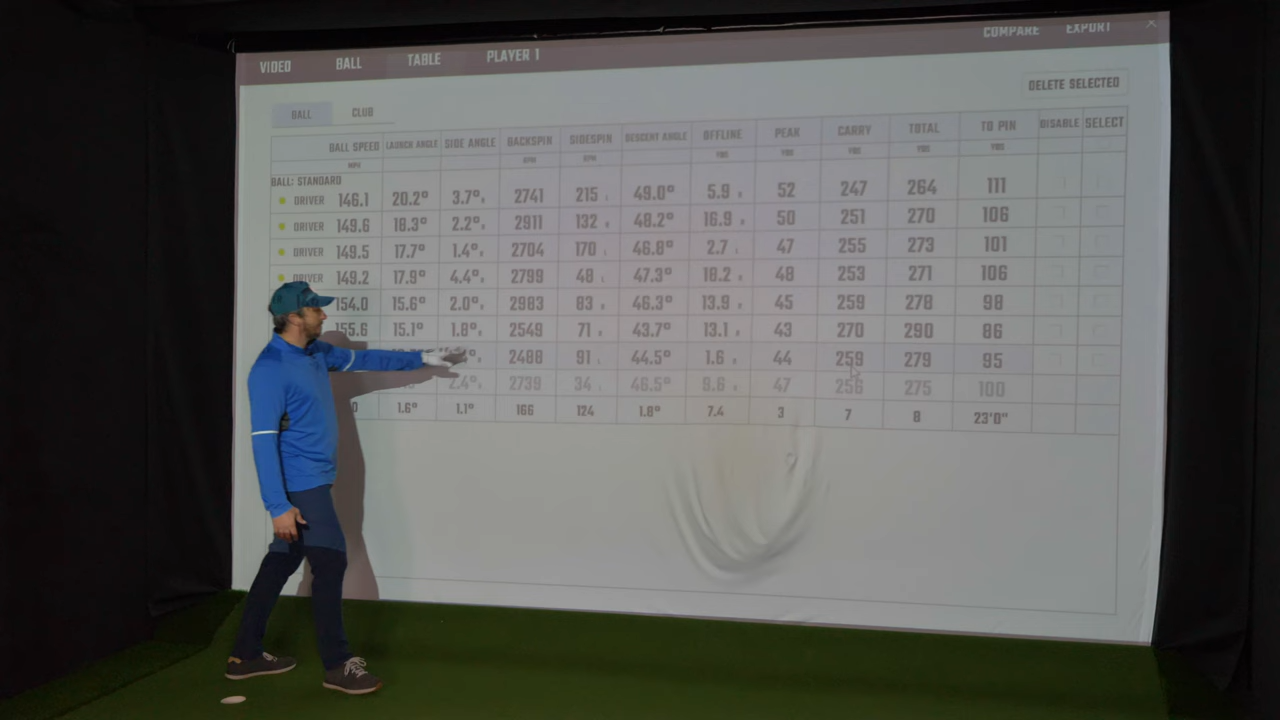 COMPARE EXPORT
VIDEO BALL TABLE PLAYER 1
DELETE SELECTED
BALL CLUB
BALL SPEED LAUNCH ANGLE SIDE ANGLE BACKSPIN SIDESPIN DESCENT ANGLE OFFLINE PEAK CARRY TOTAL TO PIN DISABLE SELECT
MPH RPM RPM YDS YDS YDS YDS YDS
BALL: STANDARD
DRIVER 146.1 20.2° 3.7° 2741 215 L 49.0° 5.9 R 52 247 264 111
DRIVER 149.6 18.3° 2.2° 2911 132 R 48.2° 16.9 R 50 251 270 106
DRIVER 149.5 17.7° 1.4° 2704 170 L 46.8° 2.7 L 47 255 273 101
DRIVER 149.2 17.9° 4.4° 2799 48 L 47.3° 18.2 R 48 253 271 106
154.0 15.6° 2.0° 2983 83 46.3° 13.9 R 45 259 278 98
155.6 15.1° 1.8° 2549 71 43.7° 13.1 43 270 290 86
2488 91 L 44.5° 1.6 44 259 279 95
2.4° 2739 34 46.5° 9.6 47 256 275 100
1.6° 1.1° 166 124 1.8° 7.4 3 7 8 23'0"